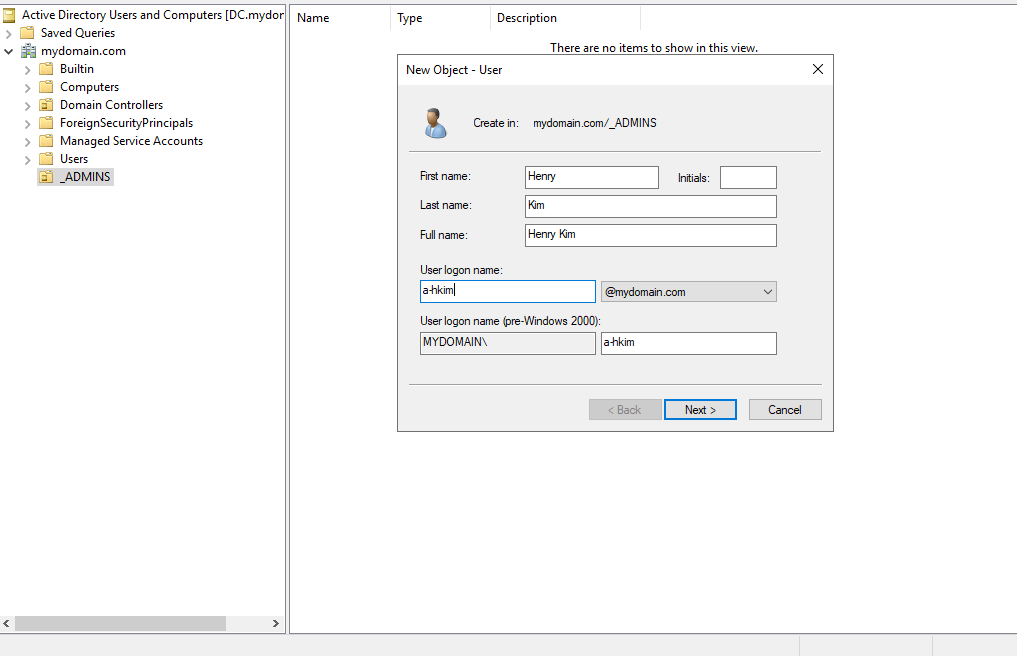 Active Directory Users and Computers [DC.mydor
Saved Queries
mydomain.com
Builtin
Computers
Domain Controllers
ForeignSecurityPrincipals
Managed Service Accounts
Users
_ADMINS
Name Type Description
There are no items to show in this view.
New Object - User
Create in: mydomain.com/_ADMINS
First name: Henry Initials:
Last name: Kim
Full name: Henry Kim
User logon name:
a-hkim @mydomain.com
User logon name (pre-Windows 2000):
MYDOMAIN\ a-hkim
< Back Next > Cancel